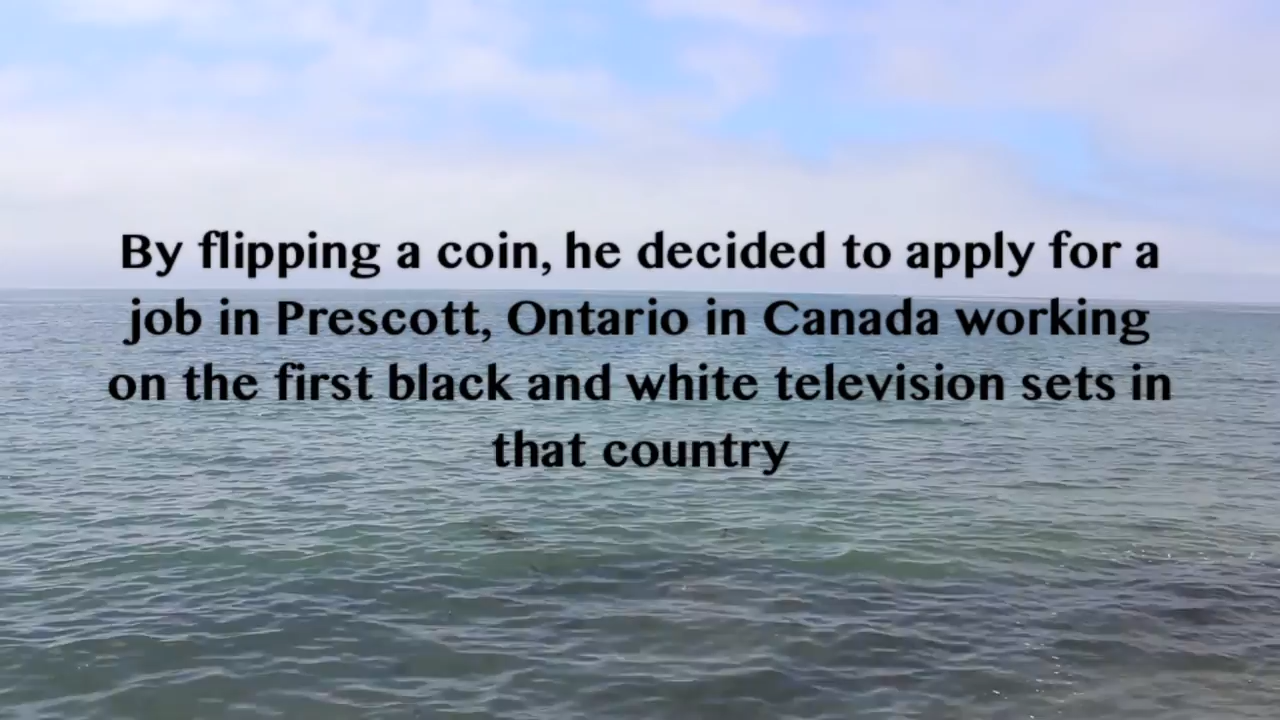 By flipping a coin, he decided to apply for a
job in Prescott, Ontario in Canada working
on the first black and white television sets in
that country